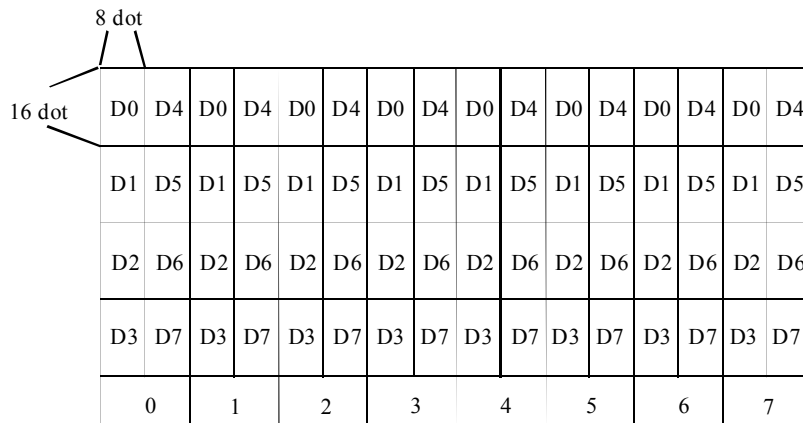 8 dot
16 dot
D0 D4 D0 D4 D0 D4 D0 D4 D0 D4 D0 D4 D0 D4 D0 D4
D1 D5 D1 D5 D1 D5 D1 D5 D1 D5 D1 D5 D1 D5 D1 D5
D2 D6 D2 D6 D2 D6 D2 D6 D2 D6 D2 D6 D2 D6 D2 D6
D3 D7 D3 D7 D3 D7 D3 D7 D3 D7 D3 D7 D3 D7 D3 D7
0 1 2 3 4 5 6 7